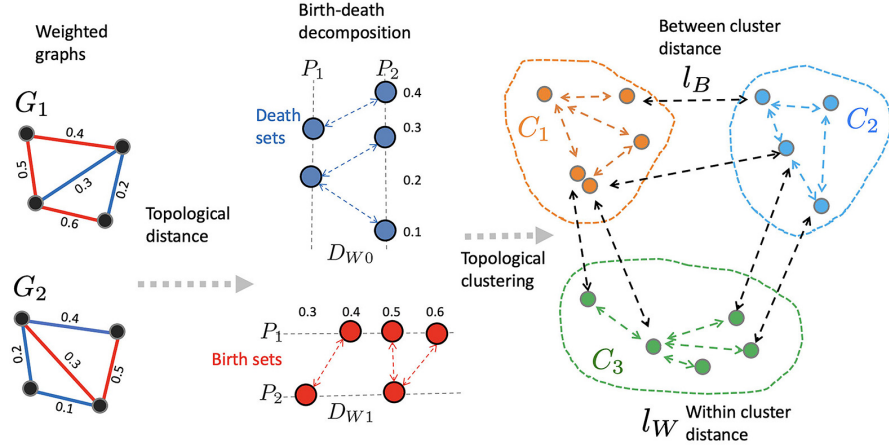 Weighted
graphs
G1
0.4
0.5
0.3
0.2
0.6
G2
0.4
0.2
0.3
0.5
0.1
Topological
distance
Birth-death
decomposition
P1
P2
0.4
Death
sets
0.3
0.2
0.1
DW0
0.3
0.4
0.5
0.6
P1
Birth sets
P2
DW1
Topological
clustering
Between cluster
distance
lB
C1
C2
C3
lW
Within cluster
distance